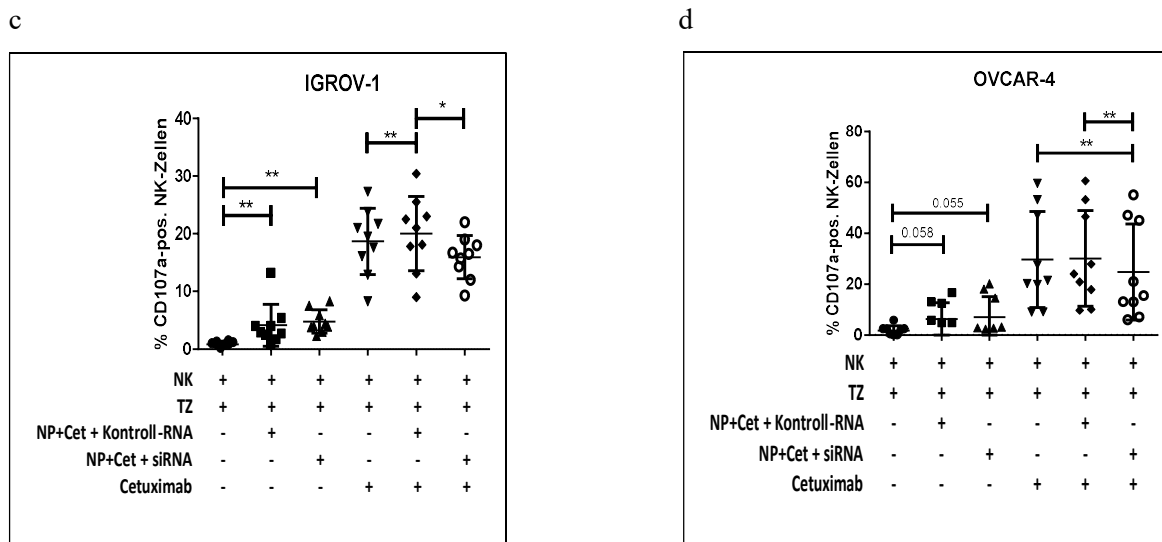 c
IGROV-1
% CD107a-pos. NK-Zellen
40
30
20
10
0
**
**
**
*
NK + + + + + +
TZ + + + + + +
NP+Cet + Kontroll-RNA - + - - + -
NP+Cet + siRNA - - + - - +
Cetuximab - - - + + +
d
OVCAR-4
% CD107a-pos. NK-Zellen
80
60
40
20
0
0.058
0.055
**
**
NK + + + + + +
TZ + + + + + +
NP+Cet + Kontroll-RNA - + - - + -
NP+Cet + siRNA - - + - - +
Cetuximab - - - + + +